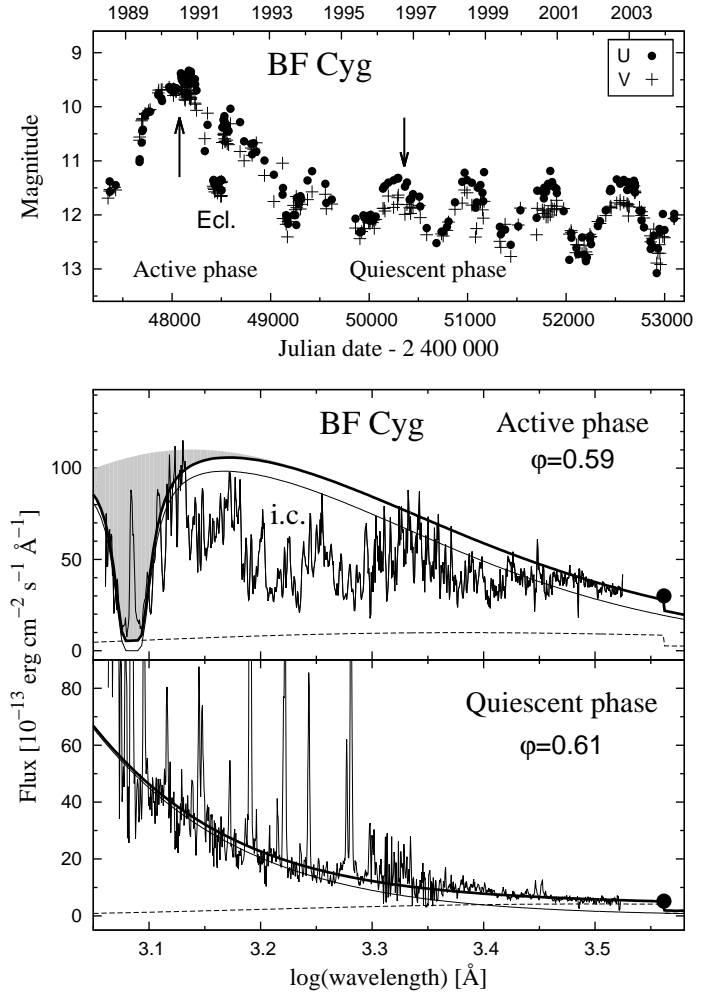 1989 1991 1993 1995 1997 1999 2001 2003
9
10
11
12
13
Magnitude
BF Cyg
U
V
Ecl.
Active phase
Quiescent phase
48000 49000 50000 51000 52000 53000
Julian date - 2 400 000
Flux [10⁻¹³ erg cm⁻² s⁻¹ Å⁻¹]
100
50
0
BF Cyg
Active phase
φ=0.59
i.c.
80
60
40
20
0
Quiescent phase
φ=0.61
3.1 3.2 3.3 3.4 3.5
log(wavelength) [Å]